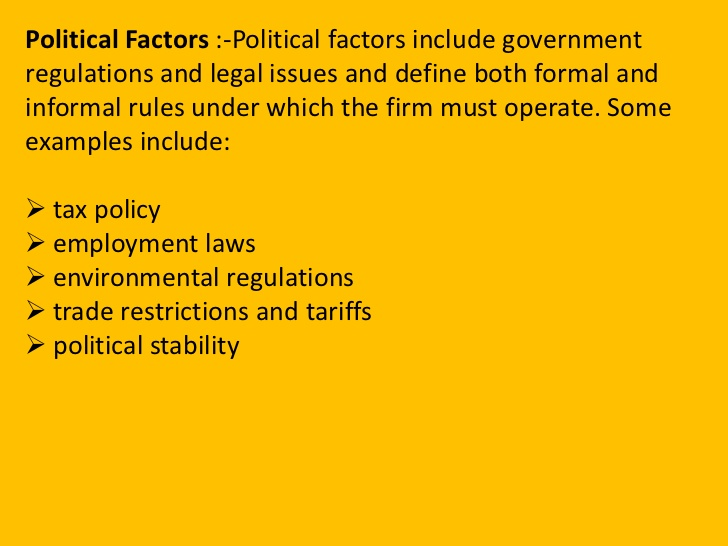 Political Factors :-Political factors include government
regulations and legal issues and define both formal and
informal rules under which the firm must operate. Some
examples include:
➢ tax policy
➢ employment laws
➢ environmental regulations
➢ trade restrictions and tariffs
➢ political stability